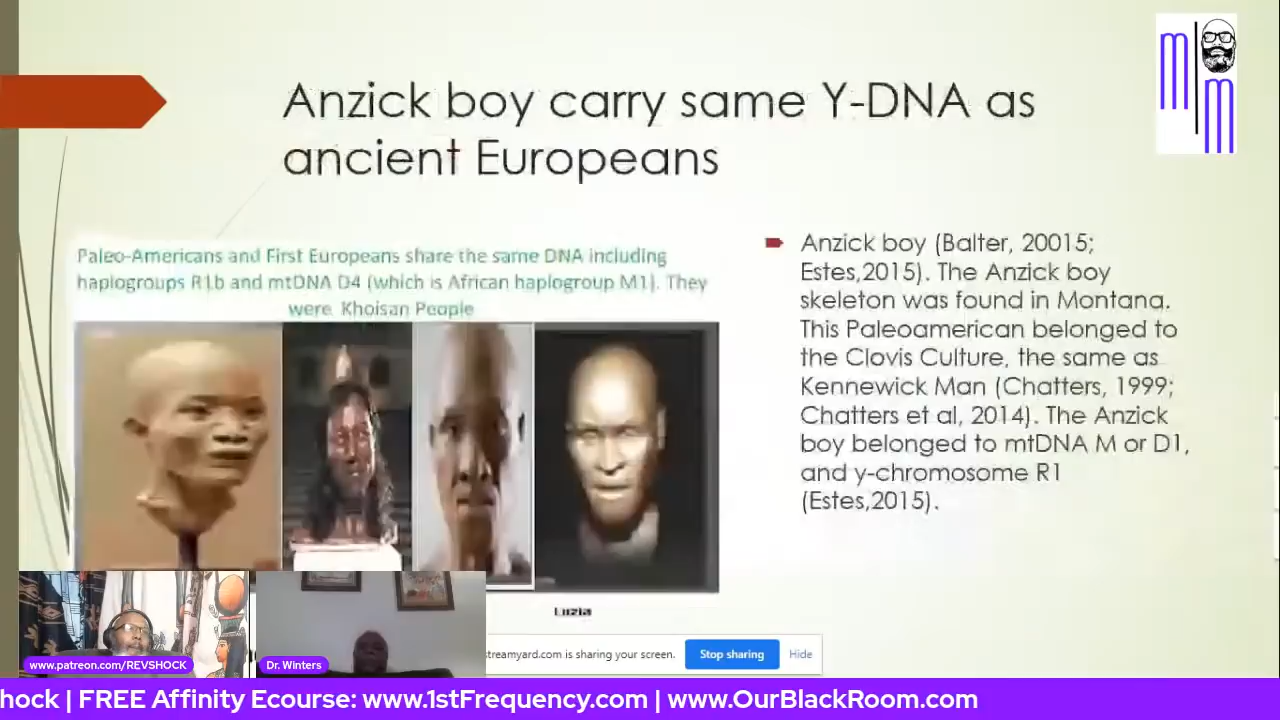 Anzick boy carry same Y-DNA as
ancient Europeans
Paleo-Americans and First Europeans share the same DNA including
haplogroups R1b and mtDNA D4 (which is African haplogroup M1). They
were Khoisan People
Luzia
Anzick boy (Balter, 20015;
Estes,2015). The Anzick boy
skeleton was found in Montana.
This Paleoamerican belonged to
the Clovis Culture, the same as
Kennewick Man (Chatters, 1999;
Chatters et al, 2014). The Anzick
boy belonged to mtDNA M or D1,
and y-chromosome R1
(Estes,2015).
m m
www.patreon.com/REVSHOCK
Dr. Winters
streamyard.com is sharing your screen.
Stop sharing
Hide
hock | FREE Affinity Ecourse: www.1stFrequency.com | www.OurBlackRoom.com